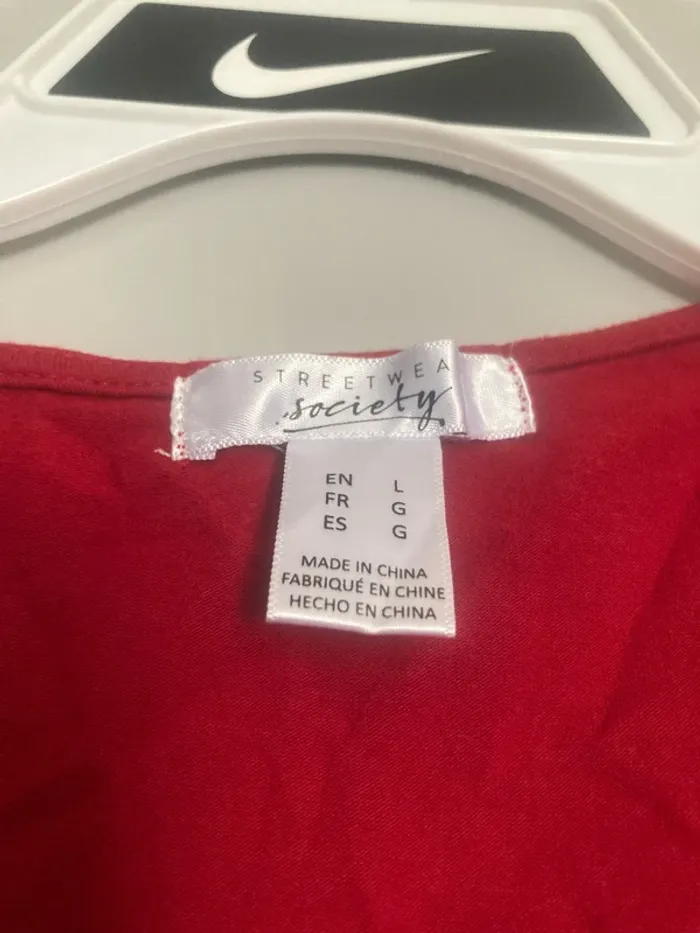 STREETWEA
society
EN L
FR G
ES G
MADE IN CHINA
FABRIQUÉ EN CHINE
HECHO EN CHINA